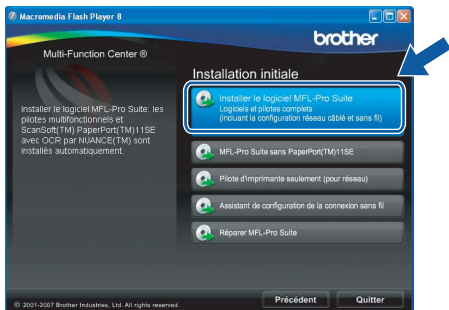 Macromedia Flash Player 8
brother
Multi-Function Center ®
Installation initiale
Installer le logiciel MFL-Pro Suite: les
pilotes multifonctionnels et
ScanSoft(TM) PaperPort(TM)11SE
avec OCR par NUANCE(TM) sont
installés automatiquement.
Installer le logiciel MFL-Pro Suite
Logiciels et pilotes complets
(incluant la configuration réseau câblé et sans fil)
MFL-Pro Suite sans PaperPort(TM)11SE
Pilote d'imprimante seulement (pour réseau)
Assistant de configuration de la connexion sans fil
Réparer MFL-Pro Suite
Précédent
Quitter
© 2001-2007 Brother Industries, Ltd. All rights reserved.